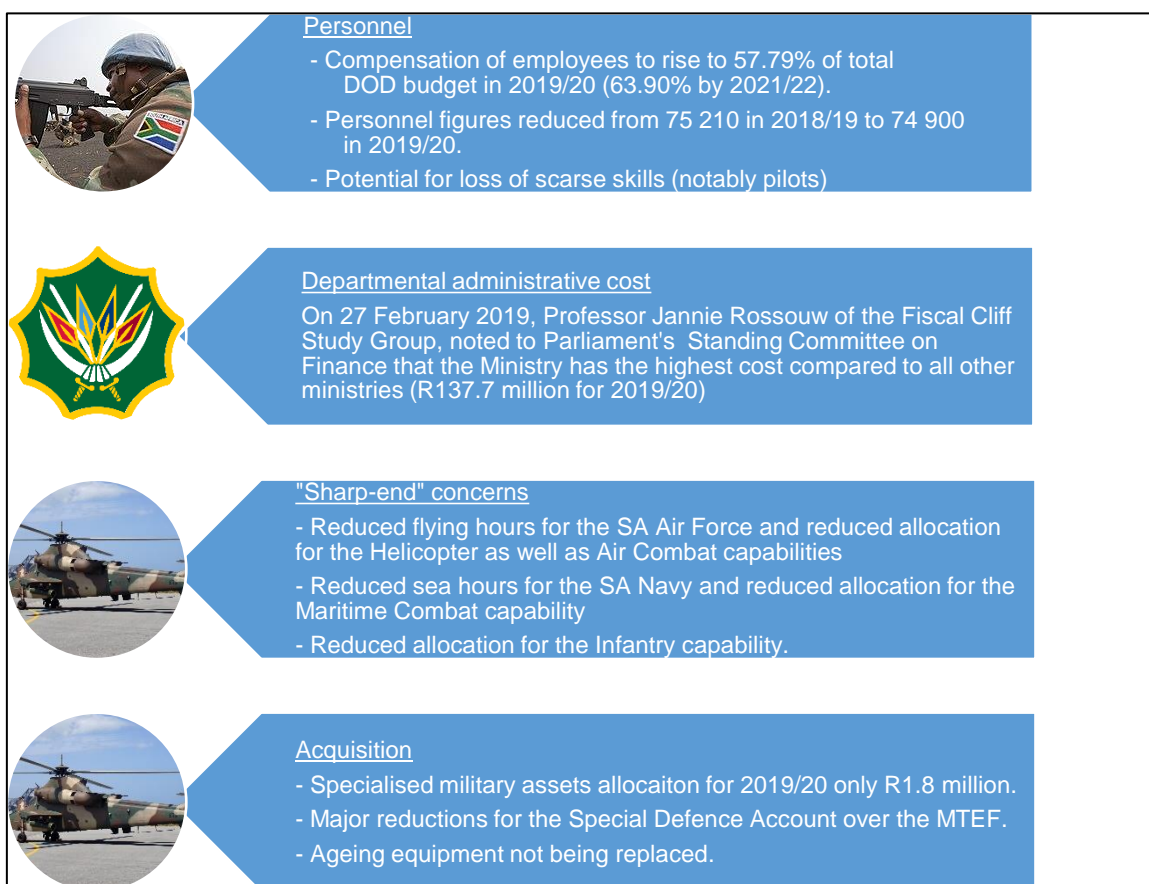 Personnel
- Compensation of employees to rise to 57.79% of total
DOD budget in 2019/20 (63.90% by 2021/22).
- Personnel figures reduced from 75 210 in 2018/19 to 74 900
in 2019/20.
- Potential for loss of scarse skills (notably pilots)
Departmental administrative cost
On 27 February 2019, Professor Jannie Rossouw of the Fiscal Cliff
Study Group, noted to Parliament's Standing Committee on
Finance that the Ministry has the highest cost compared to all other
ministries (R137.7 million for 2019/20)
"Sharp-end" concerns
- Reduced flying hours for the SA Air Force and reduced allocation
for the Helicopter as well as Air Combat capabilities
- Reduced sea hours for the SA Navy and reduced allocation for the
Maritime Combat capability
- Reduced allocation for the Infantry capability.
Acquisition
- Specialised military assets allocaiton for 2019/20 only R1.8 million.
- Major reductions for the Special Defence Account over the MTEF.
- Ageing equipment not being replaced.